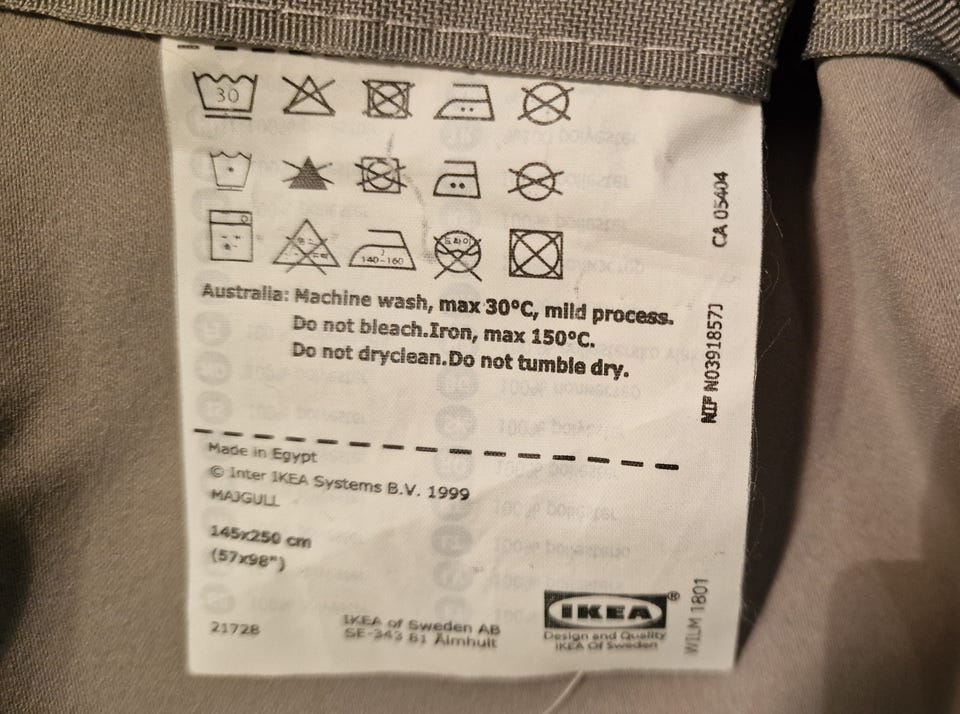 30
140-160
Australia: Machine wash, max 30°C, mild process.
Do not bleach.Iron, max 150°C.
Do not dryclean.Do not tumble dry.
CA 05404
NIF N0391857J
Made in Egypt
© Inter IKEA Systems B.V. 1999
MAJGULL
145x250 cm
(57x98")
21728
IKEA of Sweden AB
SE-343 81 Älmhult
IKEA®
Design and Quality
IKEA Of Sweden
WILM 1801